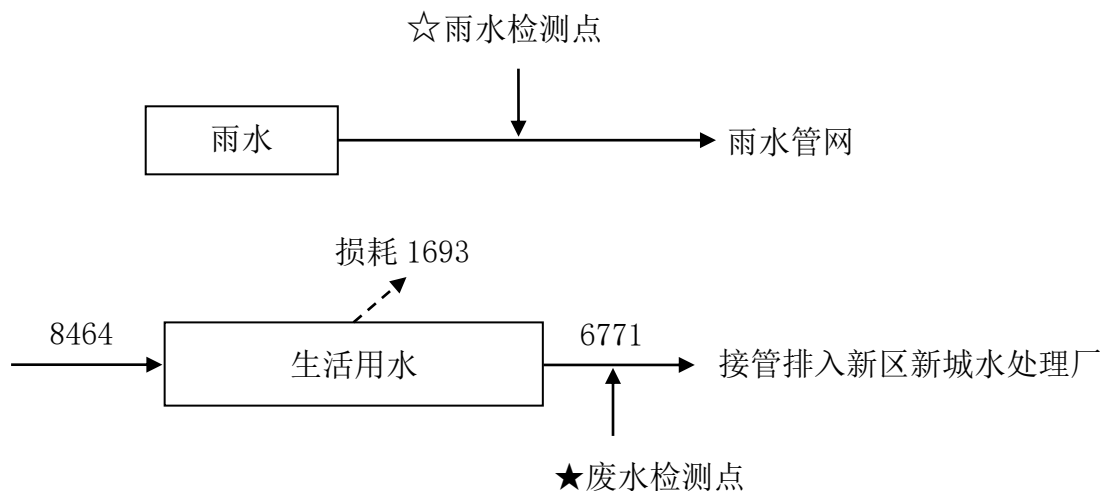 ☆雨水检测点
雨水
雨水管网
损耗 1693
8464
生活用水
6771
接管排入新区新城水处理厂
★废水检测点